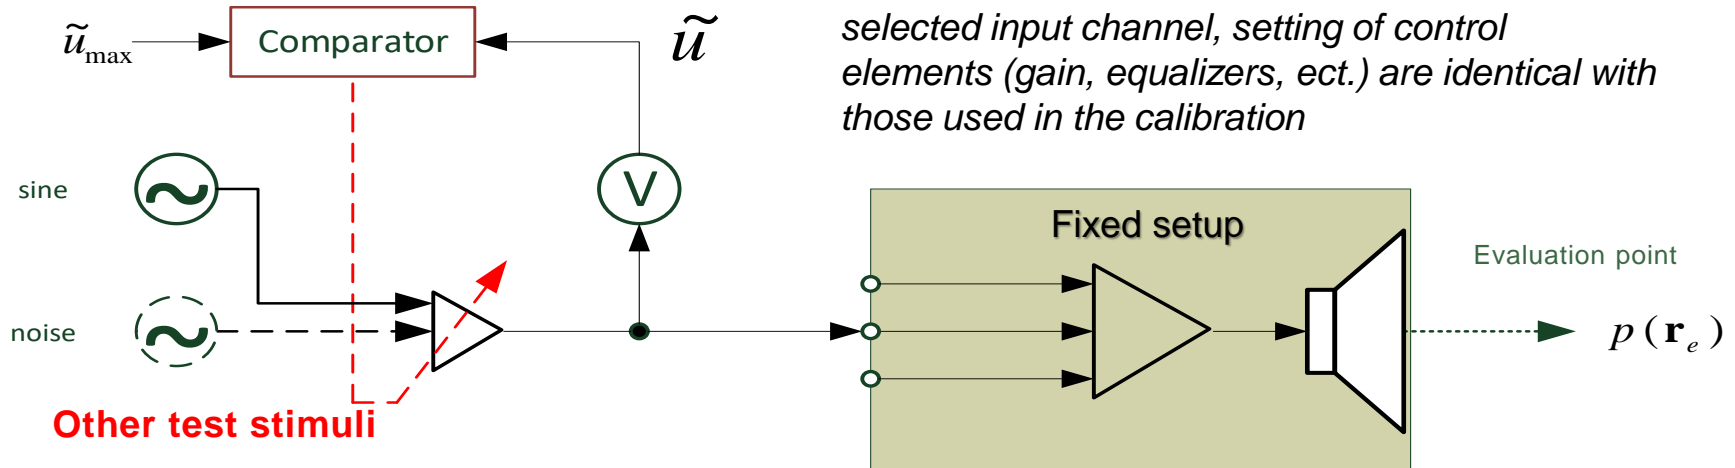 ũmax
Comparator
ũ
selected input channel, setting of control
elements (gain, equalizers, ect.) are identical with
those used in the calibration
sine
V
Fixed setup
Evaluation point
noise
p(rₑ)
Other test stimuli